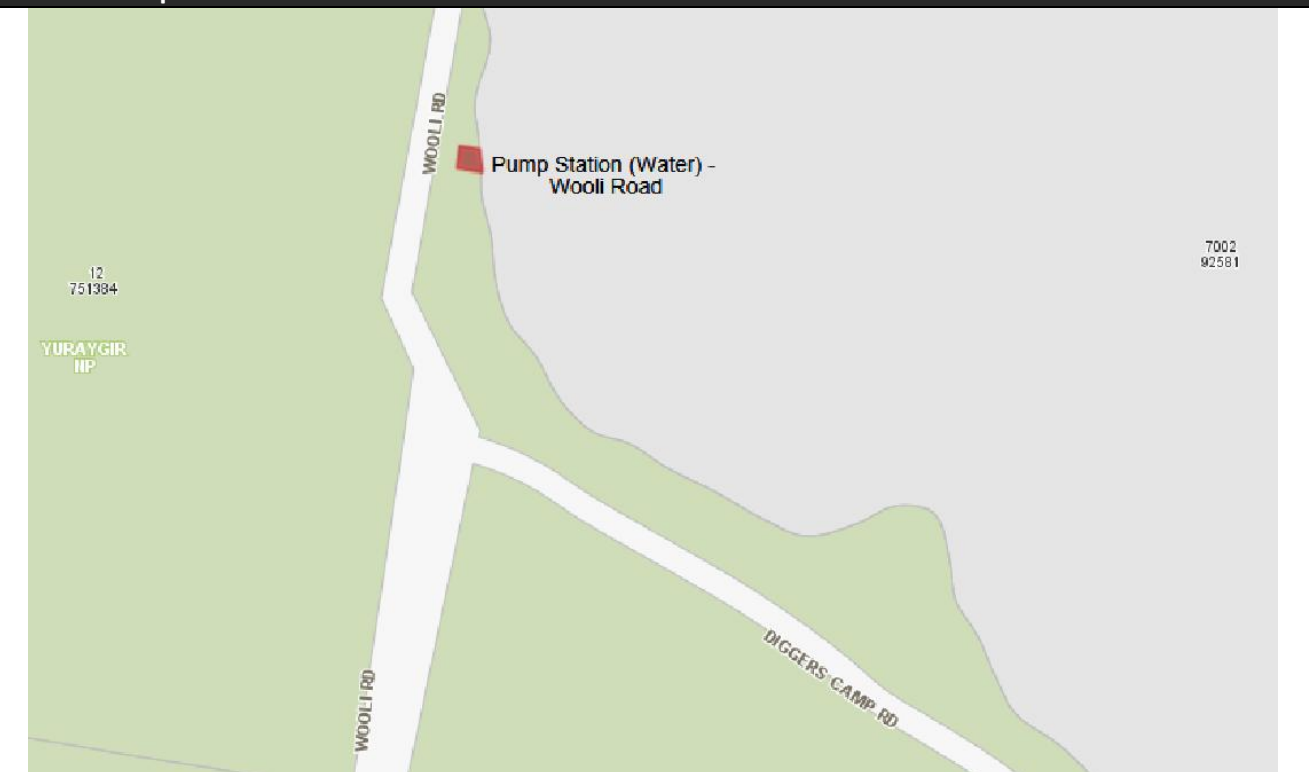 WOOLI RD
Pump Station (Water) -
Wooli Road
7002
92581
12
751384
YURAYGIR
NP
DIGGERS CAMP RD
WOOLI RD